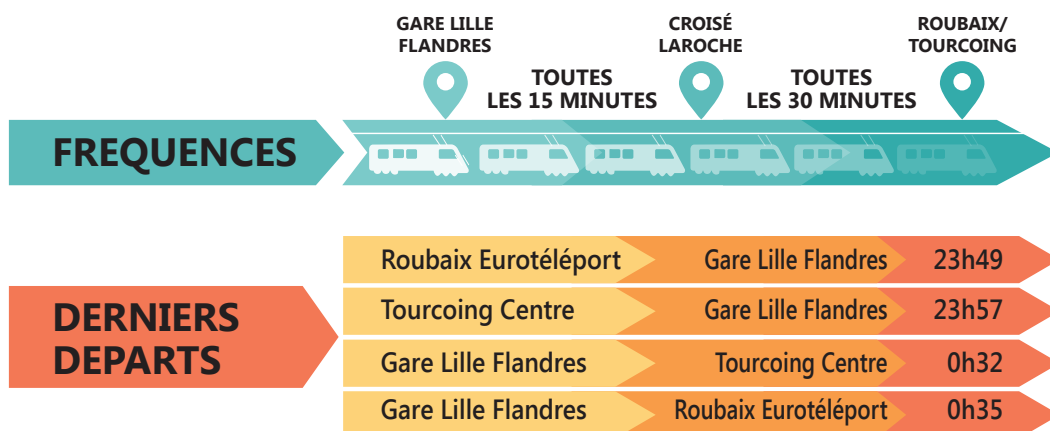 GARE LILLE
FLANDRES
CROISÉ
LAROCHE
ROUBAIX/
TOURCOING
TOUTES
LES 15 MINUTES
TOUTES
LES 30 MINUTES
FREQUENCES
DERNIERS
DEPARTS
Roubaix Eurotéléport Gare Lille Flandres 23h49
Tourcoing Centre Gare Lille Flandres 23h57
Gare Lille Flandres Tourcoing Centre 0h32
Gare Lille Flandres Roubaix Eurotéléport 0h35